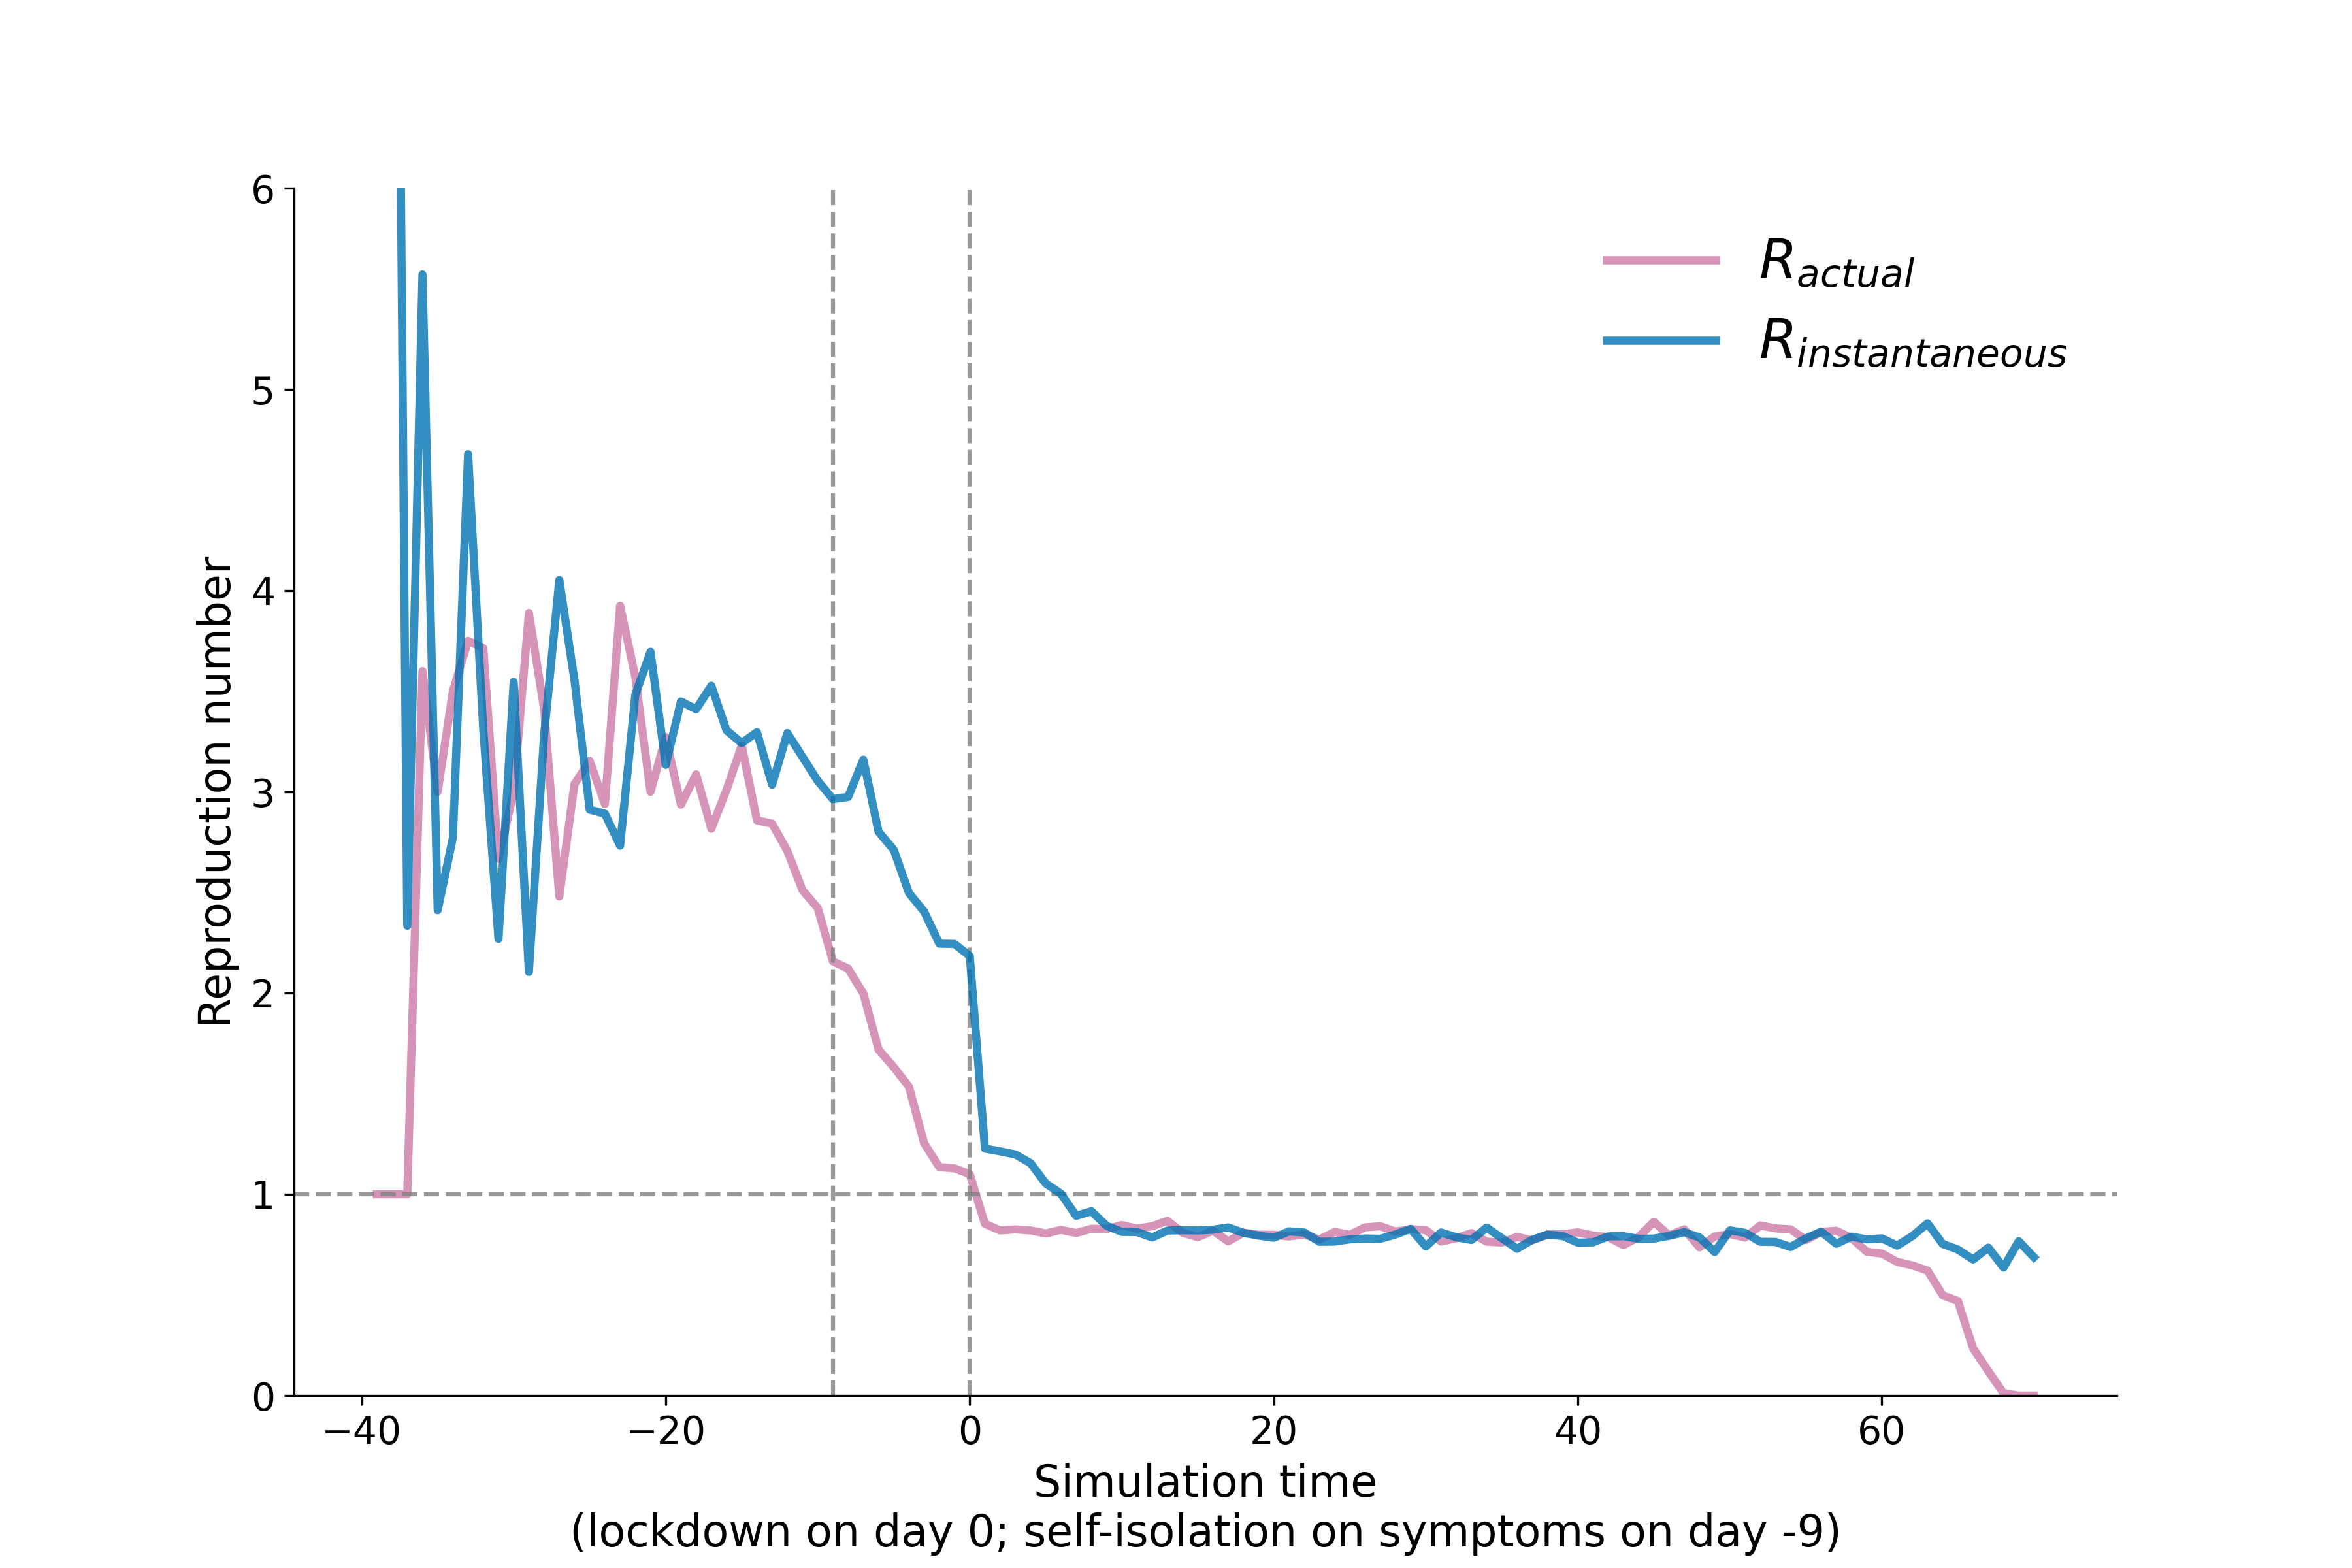 6
5
4
3
2
1
0
Reproduction number
R_actual
R_instantaneous
−40 −20 0 20 40 60
Simulation time
(lockdown on day 0; self-isolation on symptoms on day -9)